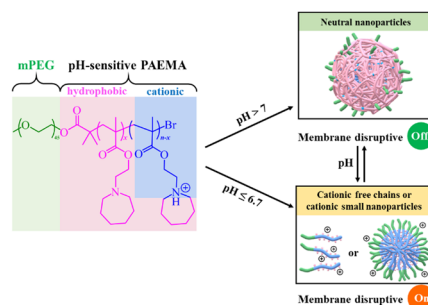 mPEG
pH-sensitive PAEMA
hydrophobic
cationic
O
m
O
O
x
n-x
Br
O
O
O
O
N
N
H
+
pH > 7
pH ≤ 6.7
Neutral nanoparticles
Membrane disruptive Off
pH
Cationic free chains or
cationic small nanoparticles
or
Membrane disruptive On